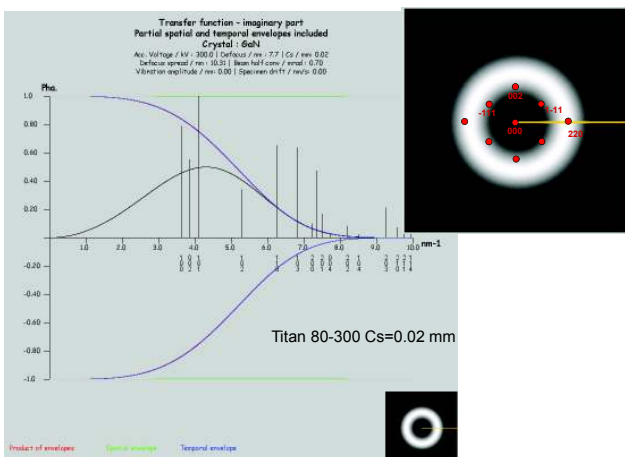 Transfer function - imaginary part
Partial spatial and temporal envelopes included
Crystal : GaN
Acc. Voltage / kV : 300.0 | Defocus / nm : 7.7 | Cs / mm : 0.02
Defocus spread / nm : 10.31 | Beam half conv / mrad : 0.70
Vibration amplitude / nm: 0.00 | Specimen drift / nm/s: 0.00
Pha.
1.0
0.80
0.60
0.40
0.20
1.0 2.0 3.0 4.0 5.0 6.0 7.0 8.0 9.0 10.0 nm-1
-0.20
-0.40
-0.60
-0.80
-1.0
002
-111
1-11
000
220
Titan 80-300 Cs=0.02 mm
Product of envelopes
Spatial envelope
Temporal envelope